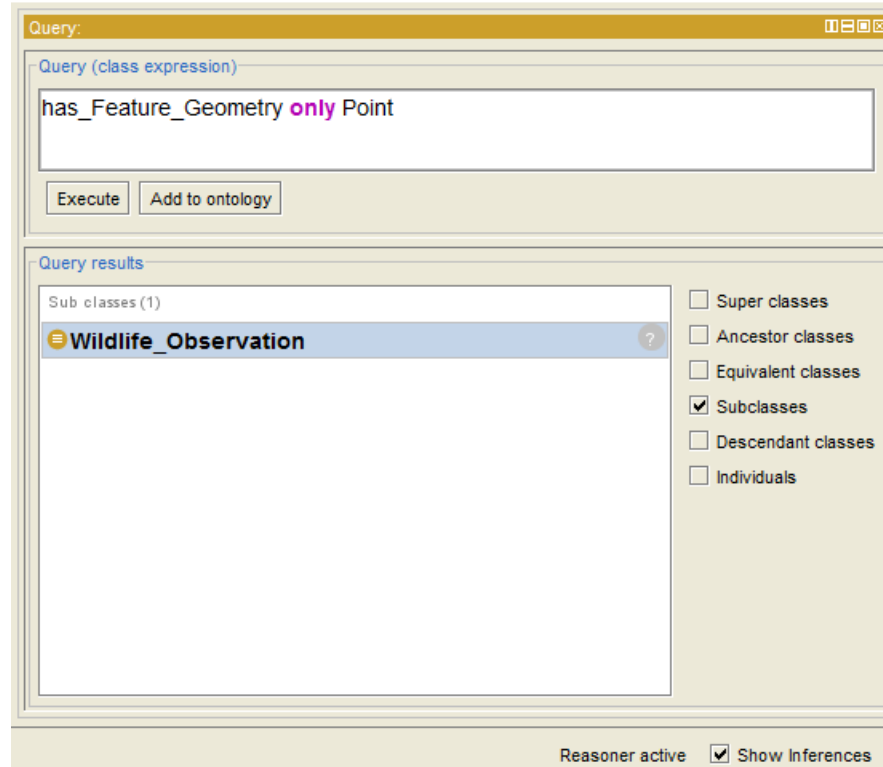 Query:
Query (class expression)
has_Feature_Geometry only Point
Execute
Add to ontology
Query results
Sub classes (1)
Wildlife_Observation
?
Super classes
Ancestor classes
Equivalent classes
Subclasses
Descendant classes
Individuals
Reasoner active
Show Inferences